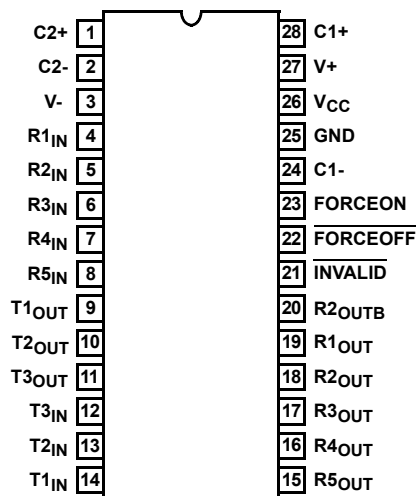 C2+ 1 28 C1+
C2- 2 27 V+
V- 3 26 VCC
R1IN 4 25 GND
R2IN 5 24 C1-
R3IN 6 23 FORCEON
R4IN 7 22 FORCEOFF
R5IN 8 21 INVALID
T1OUT 9 20 R2OUTB
T2OUT 10 19 R1OUT
T3OUT 11 18 R2OUT
T3IN 12 17 R3OUT
T2IN 13 16 R4OUT
T1IN 14 15 R5OUT